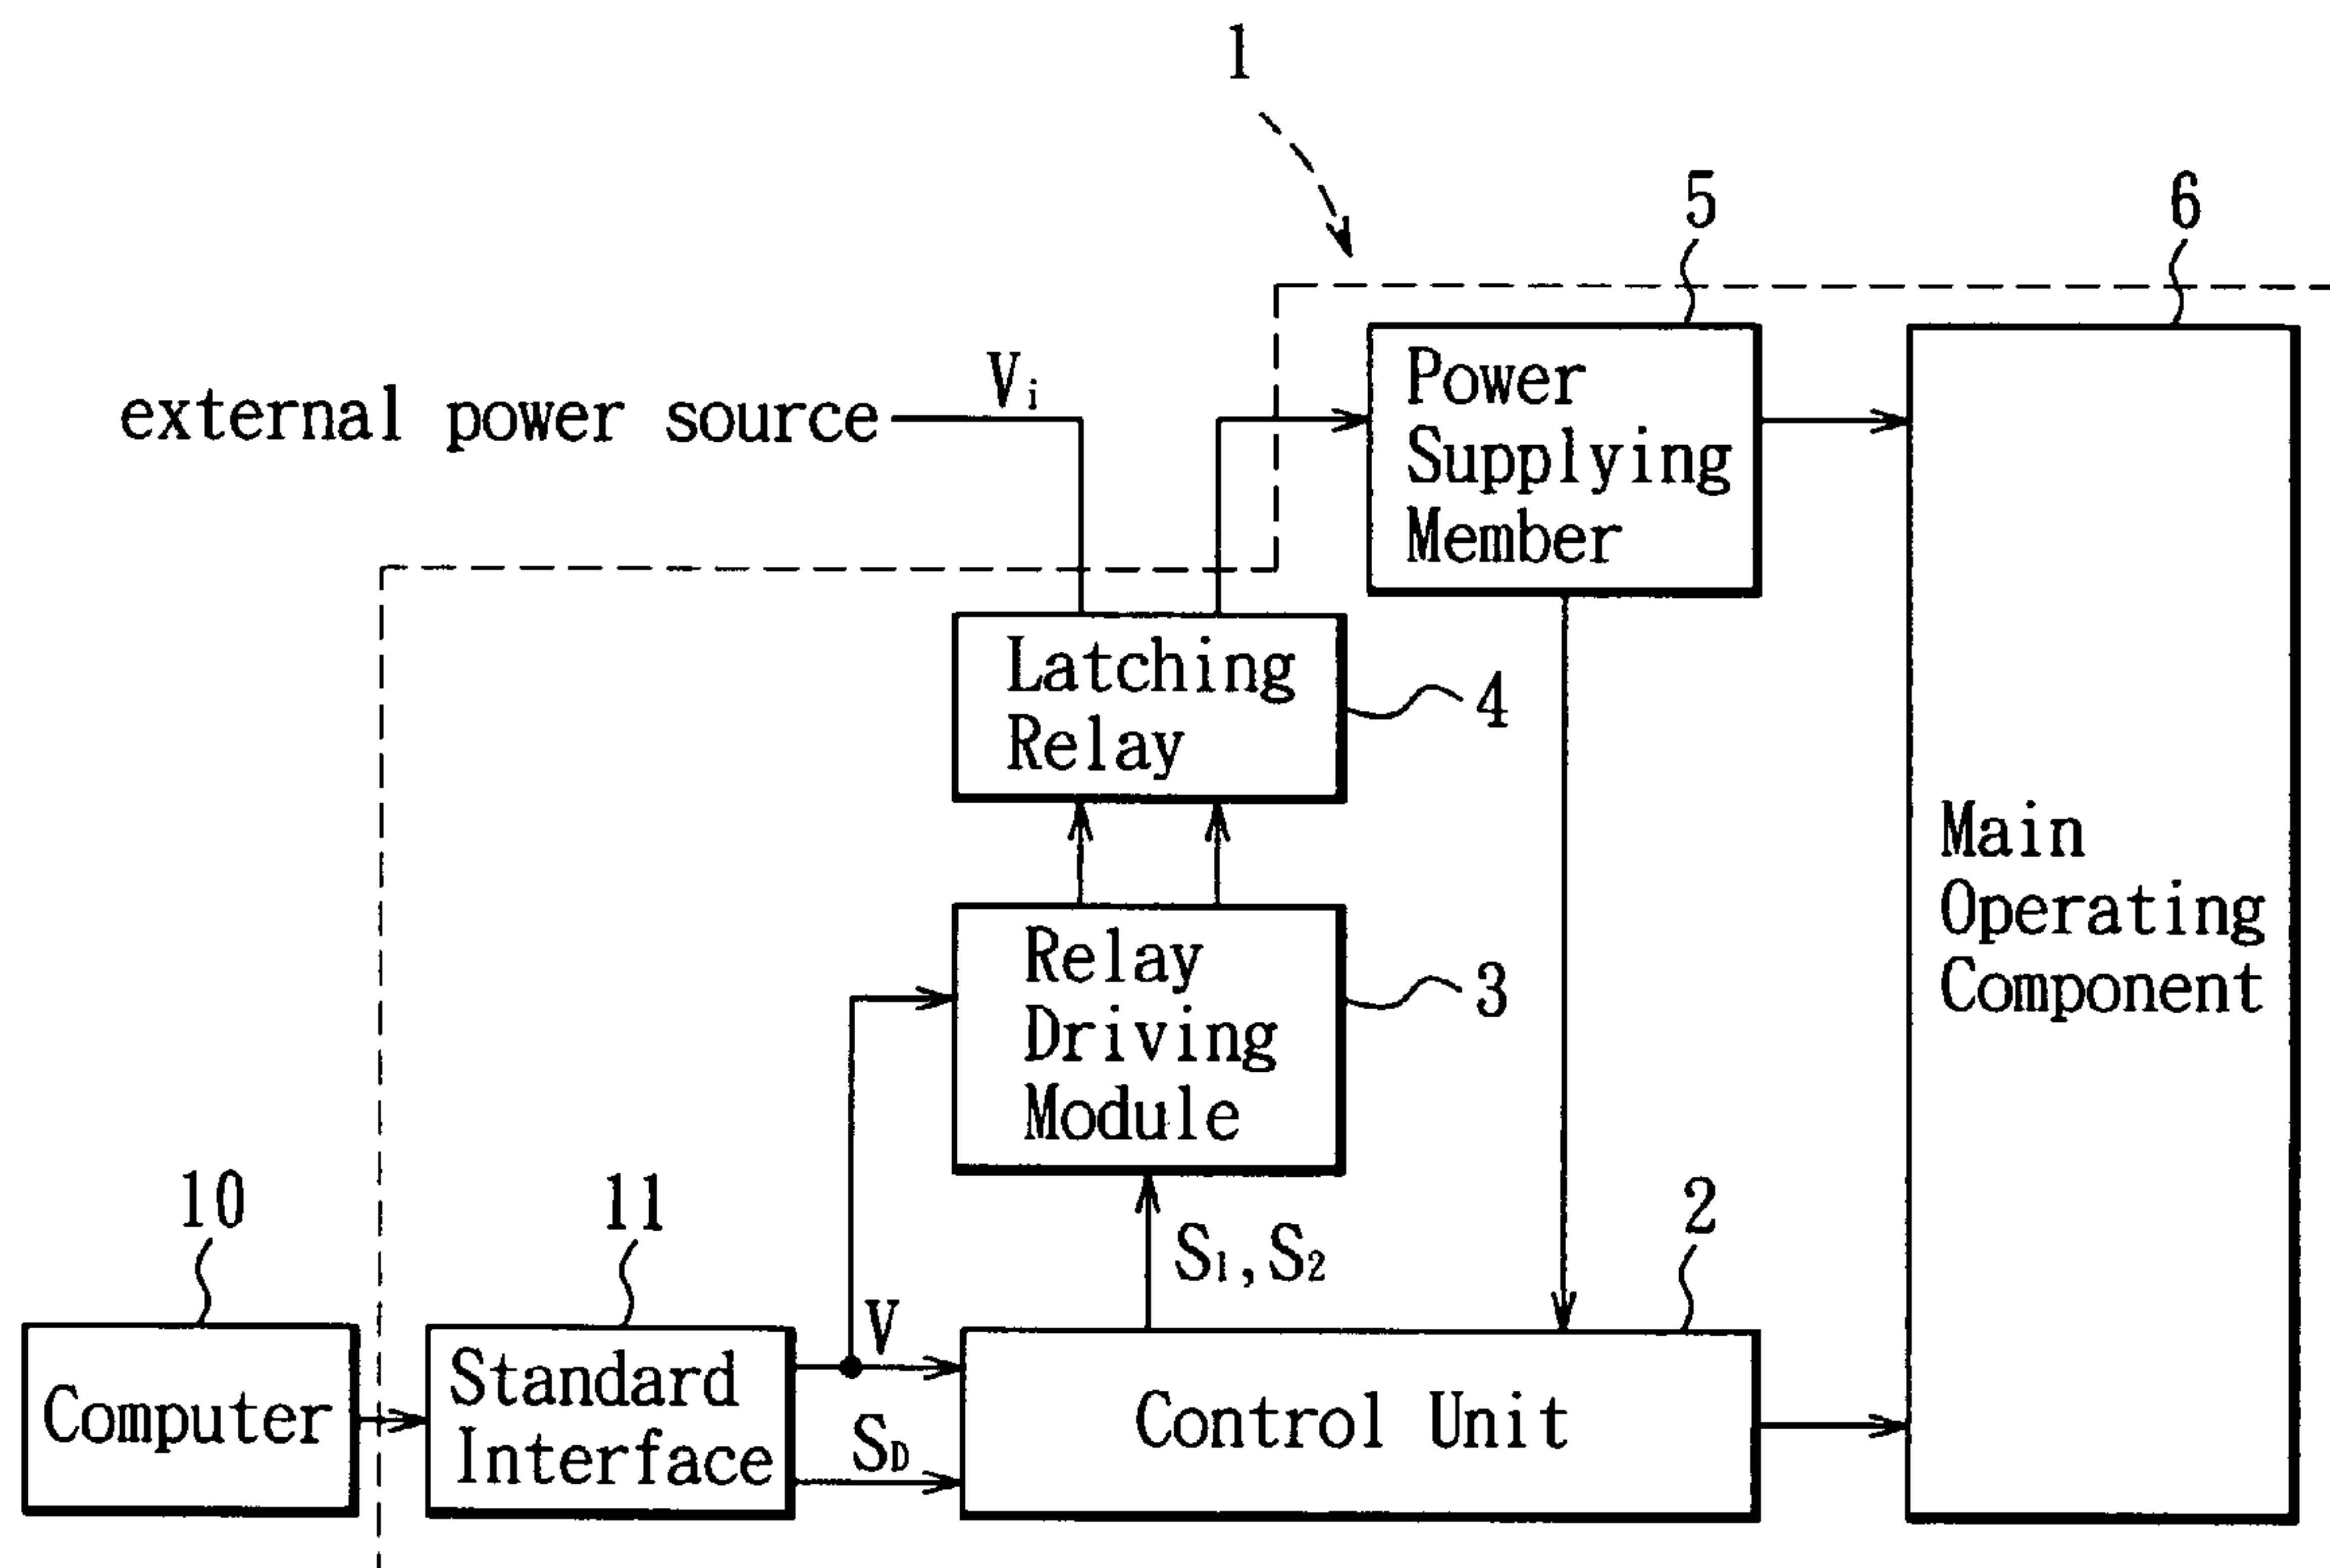 1
5
6
external power source
Vi
Power
Supplying
Member
Latching
Relay
4
Main
Operating
Component
Relay
Driving
Module
3
10
11
2
S1,S2
V
Computer
Standard
Interface
SD
Control Unit